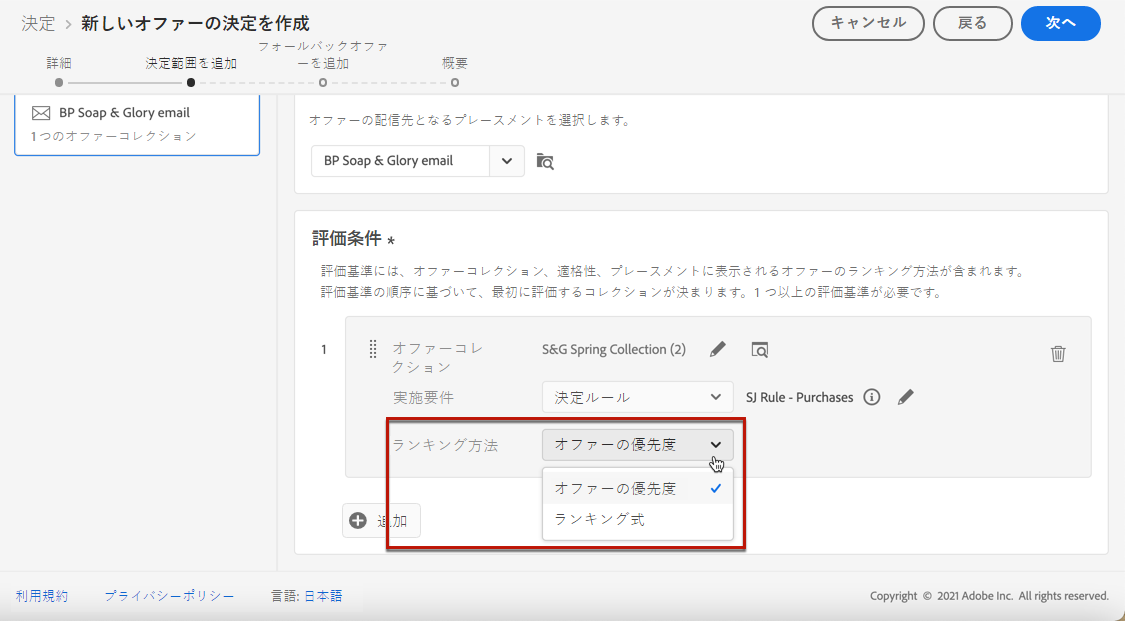 決定 > 新しいオファーの決定を作成
キャンセル
戻る
次へ
詳細
決定範囲を追加
フォールバックオファ
ーを追加
概要
BP Soap & Glory email
1 つのオファーコレクション
オファーの配信先となるプレースメントを選択します。
BP Soap & Glory email
評価条件 *
評価基準には、オファーコレクション、適格性、プレースメントに表示されるオファーのランキング方法が含まれます。
評価基準の順序に基づいて、最初に評価するコレクションが決まります。1 つ以上の評価基準が必要です。
1
オファーコレ
クション
S&G Spring Collection (2)
実施要件
決定ルール
SJ Rule - Purchases
ランキング方法
オファーの優先度
オファーの優先度
ランキング式
追加
利用規約
プライバシーポリシー
言語: 日本語
Copyright © 2021 Adobe Inc. All rights reserved.